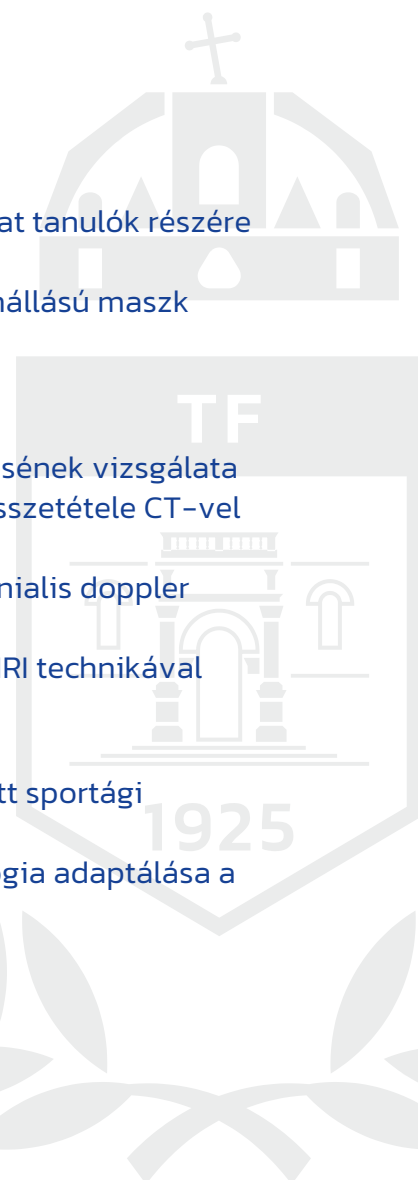 at tanulók részére
nállású maszk
TF
sének vizsgálata
sszetétele CT-vel
nialis doppler
IRI technikával
tt sportági
1925
gia adaptálása a